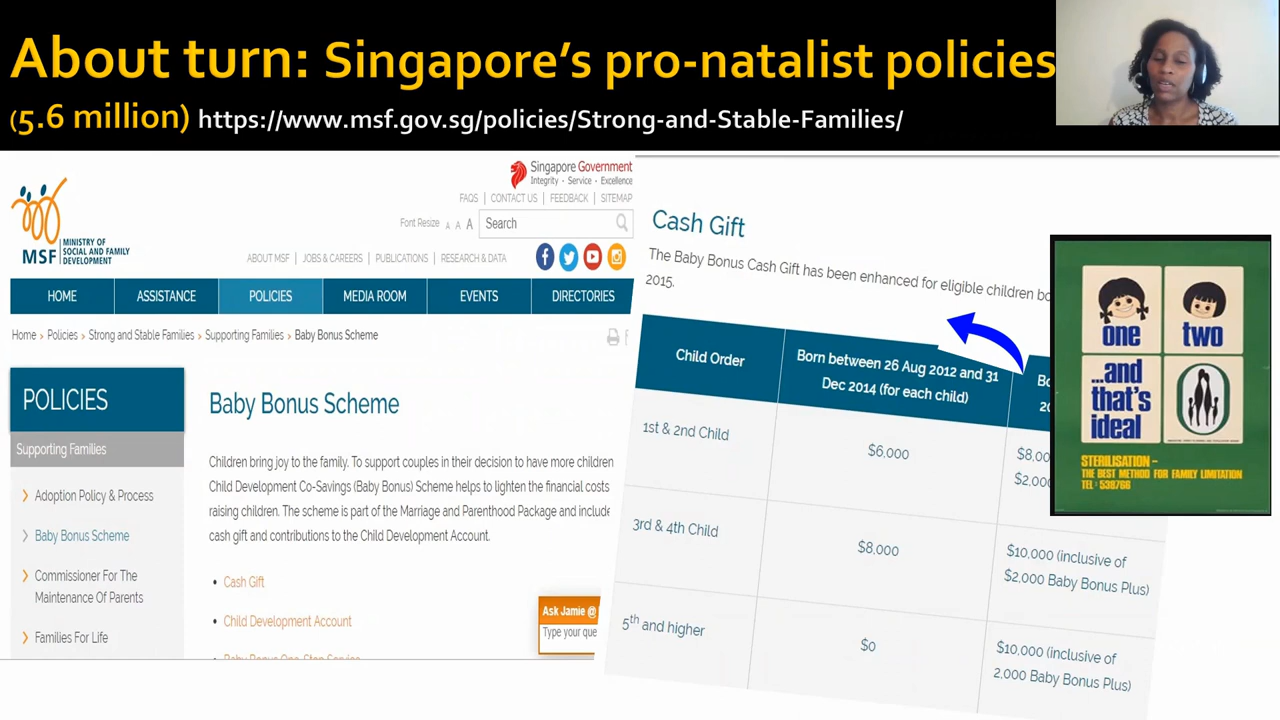 About turn: Singapore's pro-natalist policies
(5.6 million) https://www.msf.gov.sg/policies/Strong-and-Stable-Families/
Singapore Government
Integrity · Service · Excellence
FAQS | CONTACT US | FEEDBACK | SITEMAP
Font Resize A A A
Search
MSF
MINISTRY OF
SOCIAL AND FAMILY
DEVELOPMENT
ABOUT MSF | JOBS & CAREERS | PUBLICATIONS | RESEARCH & DATA
HOME ASSISTANCE POLICIES MEDIA ROOM EVENTS DIRECTORIES
Home > Policies > Strong and Stable Families > Supporting Families > Baby Bonus Scheme
POLICIES
Supporting Families
Adoption Policy & Process
Baby Bonus Scheme
Commissioner For The
Maintenance Of Parents
Families For Life
Baby Bonus Scheme
Children bring joy to the family. To support couples in their decision to have more children
Child Development Co-Savings (Baby Bonus) Scheme helps to lighten the financial costs
raising children. The scheme is part of the Marriage and Parenthood Package and include
cash gift and contributions to the Child Development Account.
• Cash Gift
• Child Development Account
Baby Bonus One-Stop Service
Ask Jamie @
Type your que
Cash Gift
The Baby Bonus Cash Gift has been enhanced for eligible children bo
2015.
Child Order
Born between 26 Aug 2012 and 31
Dec 2014 (for each child)
Bo
20
1st & 2nd Child
$6,000
$8,00
$2,000
3rd & 4th Child
$8,000
$10,000 (inclusive of
$2,000 Baby Bonus Plus)
5th and higher
$0
$10,000 (inclusive of
2,000 Baby Bonus Plus)
one
two
...and
that's
ideal
STERILISATION –
THE BEST METHOD FOR FAMILY LIMITATION
TEL: 539766